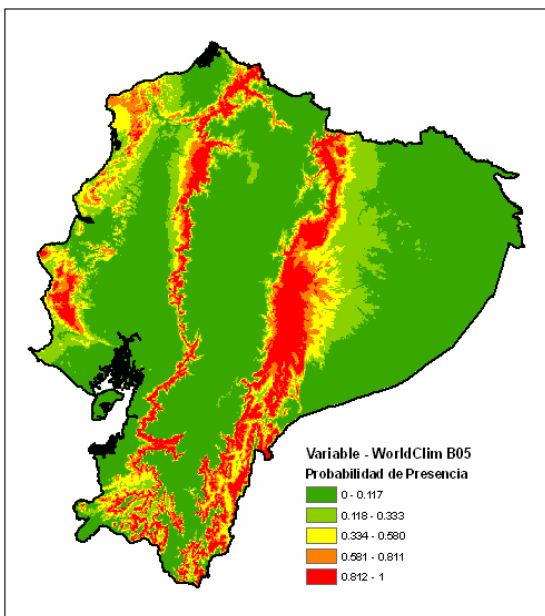 Variable - WorldClim B05
Probabilidad de Presencia
0 - 0.117
0.118 - 0.333
0.334 - 0.580
0.581 - 0.811
0.812 - 1